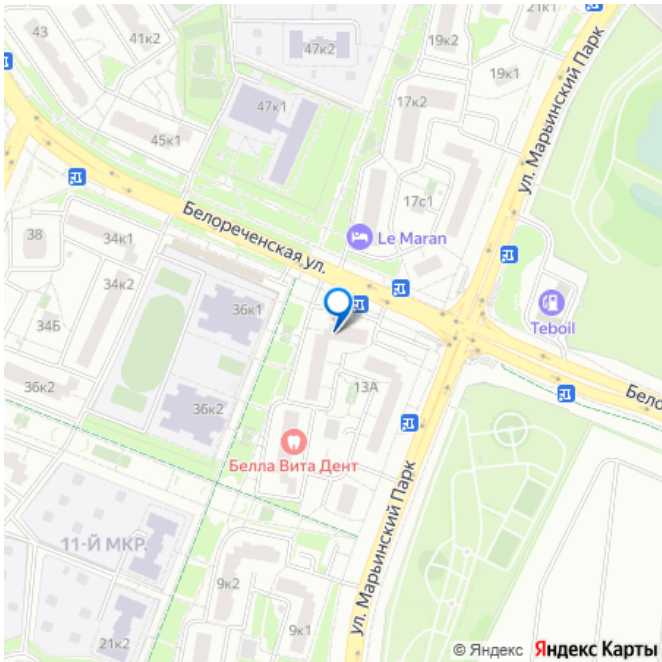 43
41к2
47к2
19к2
21к1
19к1
ул. Марьинский Парк
47к1
17к2
45к1
17с1
Белореченская ул.
38
34к1
Le Maran
34к2
36к1
Teboil
34Б
36к2
13А
36к2
Бело
Белла Вита Дент
ул. Марьинский Парк
11-Й МКР.
9к2
21к2
9к1
© Яндекс Яндекс Карты